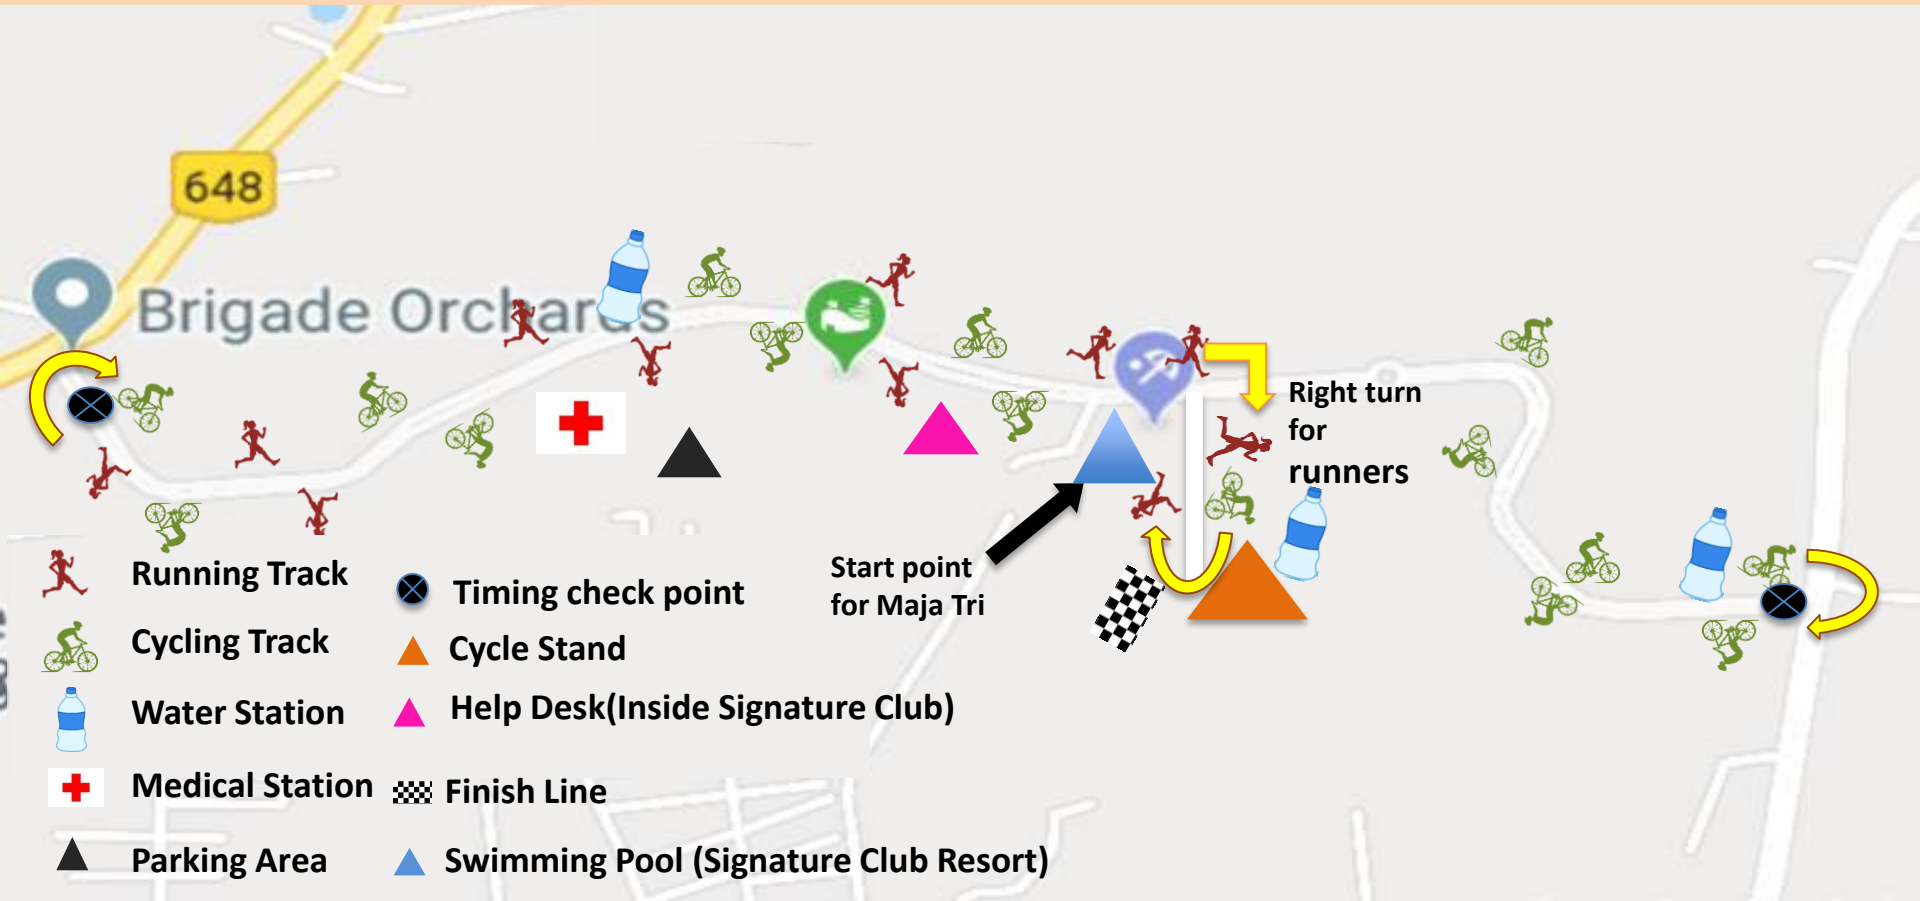 648
Brigade Orchards
Right turn
for
runners
Start point
for Maja Tri
Running Track
Timing check point
Cycling Track
Cycle Stand
Water Station
Help Desk(Inside Signature Club)
Medical Station
Finish Line
Parking Area
Swimming Pool (Signature Club Resort)